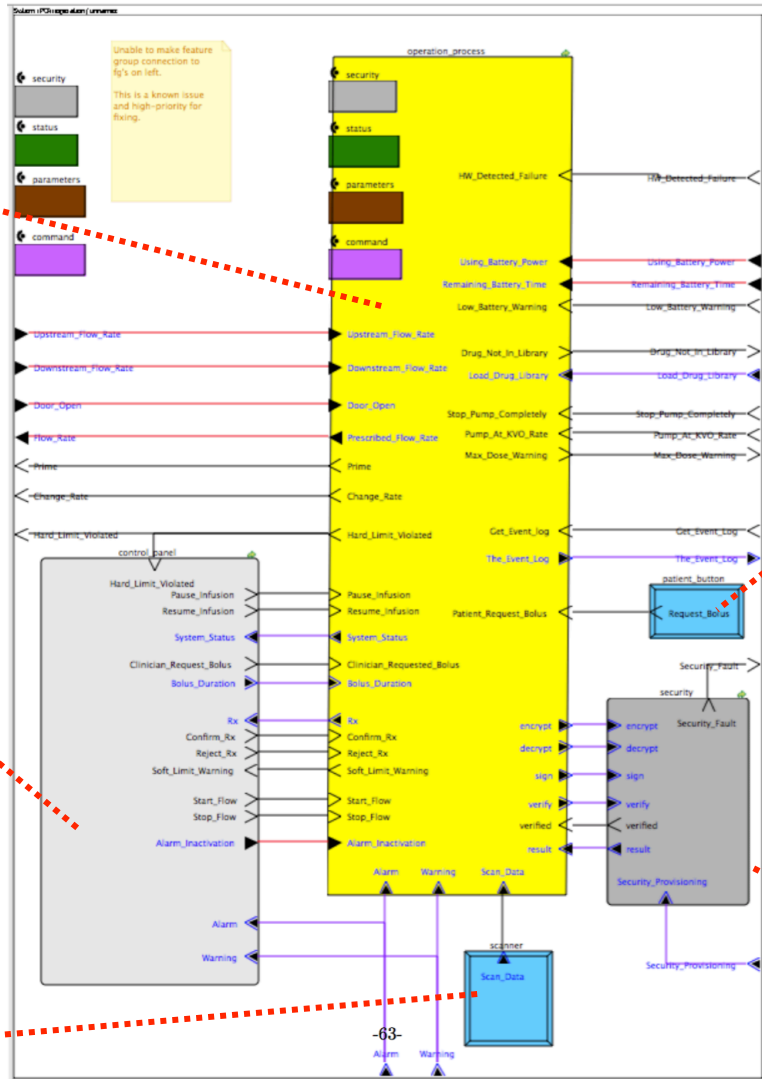 operation_process
Unable to make feature
group connection to
fg's on left.
This is a known issue
and high-priority for
fixing.
security
status
parameters
command
security
status
parameters
command
HW_Detected_Failure
HW_Detected_Failure
Using_Battery_Power
Using_Battery_Power
Remaining_Battery_Time
Remaining_Battery_Time
Low_Battery_Warning
Low_Battery_Warning
Upstream_Flow_Rate
Upstream_Flow_Rate
Drug_Not_In_Library
Drug_Not_In_Library
Downstream_Flow_Rate
Downstream_Flow_Rate
Load_Drug_Library
Load_Drug_Library
Door_Open
Door_Open
Stop_Pump_Completely
Stop_Pump_Completely
Flow_Rate
Prescribed_Flow_Rate
Pump_At_KVO_Rate
Pump_At_KVO_Rate
Prime
Prime
Max_Dose_Warning
Max_Dose_Warning
Change_Rate
Change_Rate
Hard_Limit_Violated
Hard_Limit_Violated
Get_Event_log
Get_Event_Log
The_Event_Log
The_Event_Log
control_panel
Hard_Limit_Violated
Pause_Infusion
Pause_Infusion
Resume_Infusion
Resume_Infusion
System_Status
System_Status
Clinician_Request_Bolus
Clinician_Requested_Bolus
Bolus_Duration
Bolus_Duration
Rx
Rx
Confirm_Rx
Confirm_Rx
Reject_Rx
Reject_Rx
Soft_Limit_Warning
Soft_Limit_Warning
Start_Flow
Start_Flow
Stop_Flow
Stop_Flow
Alarm_Inactivation
Alarm_Inactivation
Alarm
Warning
patient_button
Patient_Request_Bolus
Request_Bolus
Security_Fault
security
Security_Fault
encrypt
encrypt
decrypt
decrypt
sign
sign
verify
verify
verified
verified
result
result
Security_Provisioning
Security_Provisioning
Alarm
Warning
Scan_Data
scanner
Scan_Data
-63-
Alarm
Warning